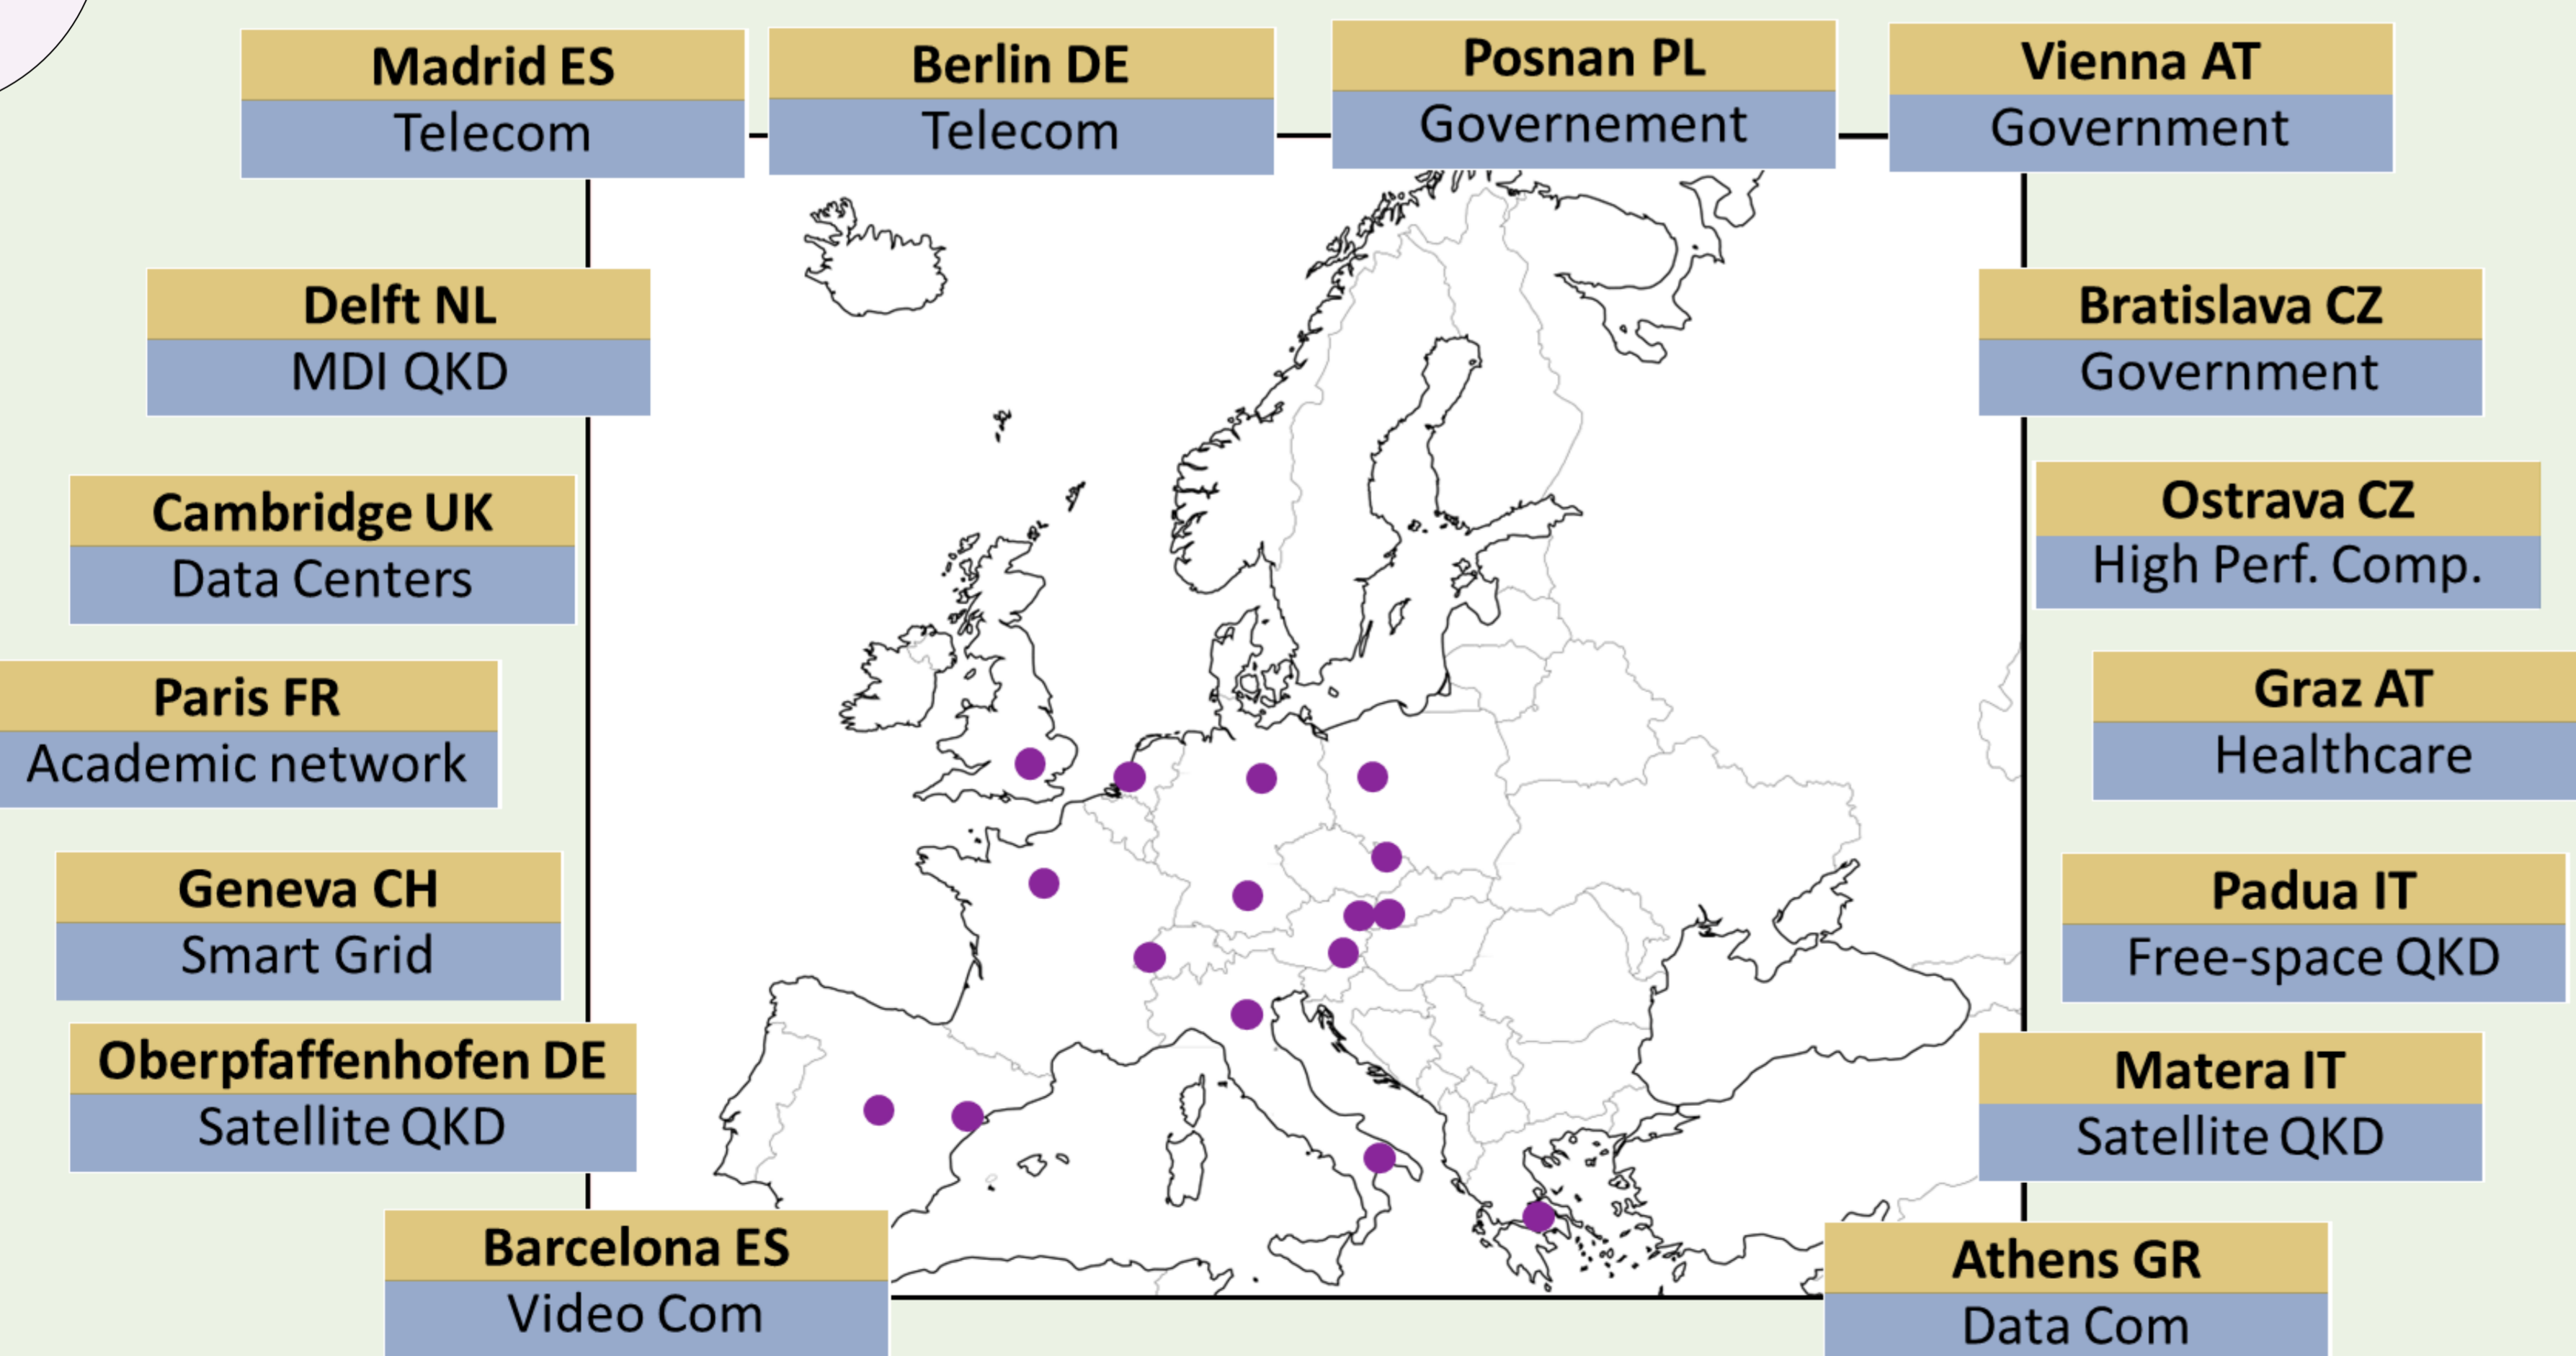 Madrid ES
Telecom
Berlin DE
Telecom
Posnan PL
Governement
Vienna AT
Government
Delft NL
MDI QKD
Bratislava CZ
Government
Cambridge UK
Data Centers
Ostrava CZ
High Perf. Comp.
Paris FR
Academic network
Graz AT
Healthcare
Geneva CH
Smart Grid
Padua IT
Free-space QKD
Oberpfaffenhofen DE
Satellite QKD
Matera IT
Satellite QKD
Barcelona ES
Video Com
Athens GR
Data Com